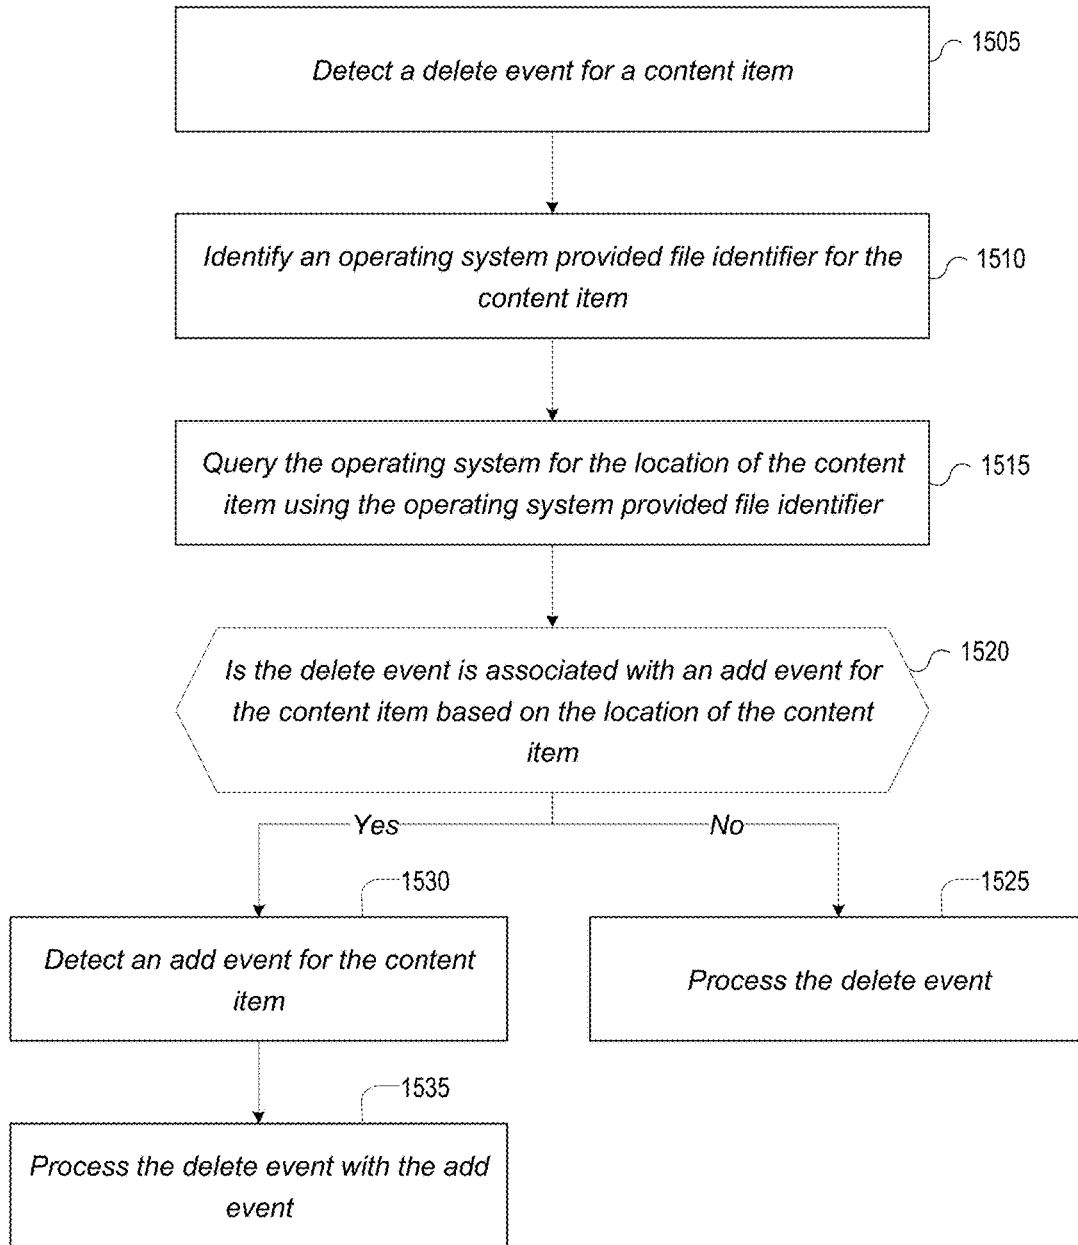 Detect a delete event for a content item
1505
Identify an operating system provided file identifier for the
content item
1510
Query the operating system for the location of the content
item using the operating system provided file identifier
1515
Is the delete event is associated with an add event for
the content item based on the location of the content
item
1520
Yes
No
1530
Detect an add event for the content
item
1525
Process the delete event
1535
Process the delete event with the add
event